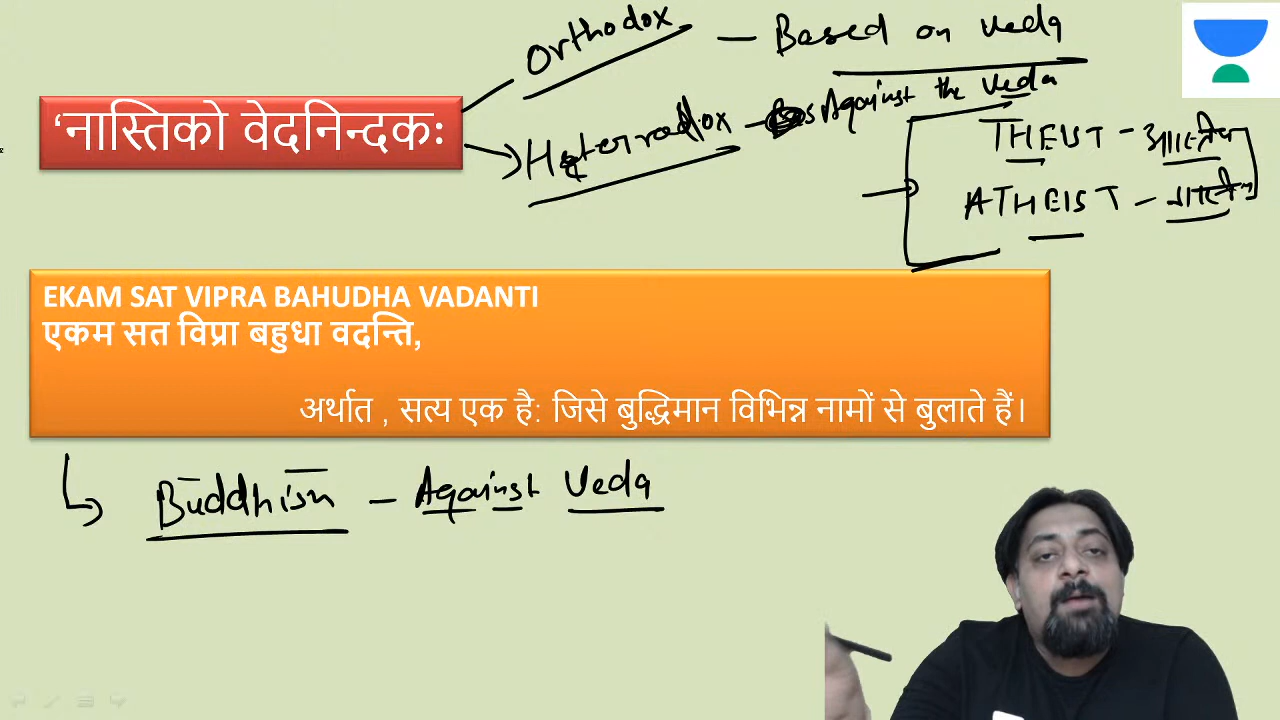 Orthodox – Based on Veda
'नास्तिको वेदनिन्दकः
Heterradox – Against the Veda
THEIST – आस्तिक
ATHEIST – नास्तिक
EKAM SAT VIPRA BAHUDHA VADANTI
एकम सत विप्रा बहुधा वदन्ति,
अर्थात , सत्य एक है: जिसे बुद्धिमान विभिन्न नामों से बुलाते हैं।
Buddhism – Against Veda